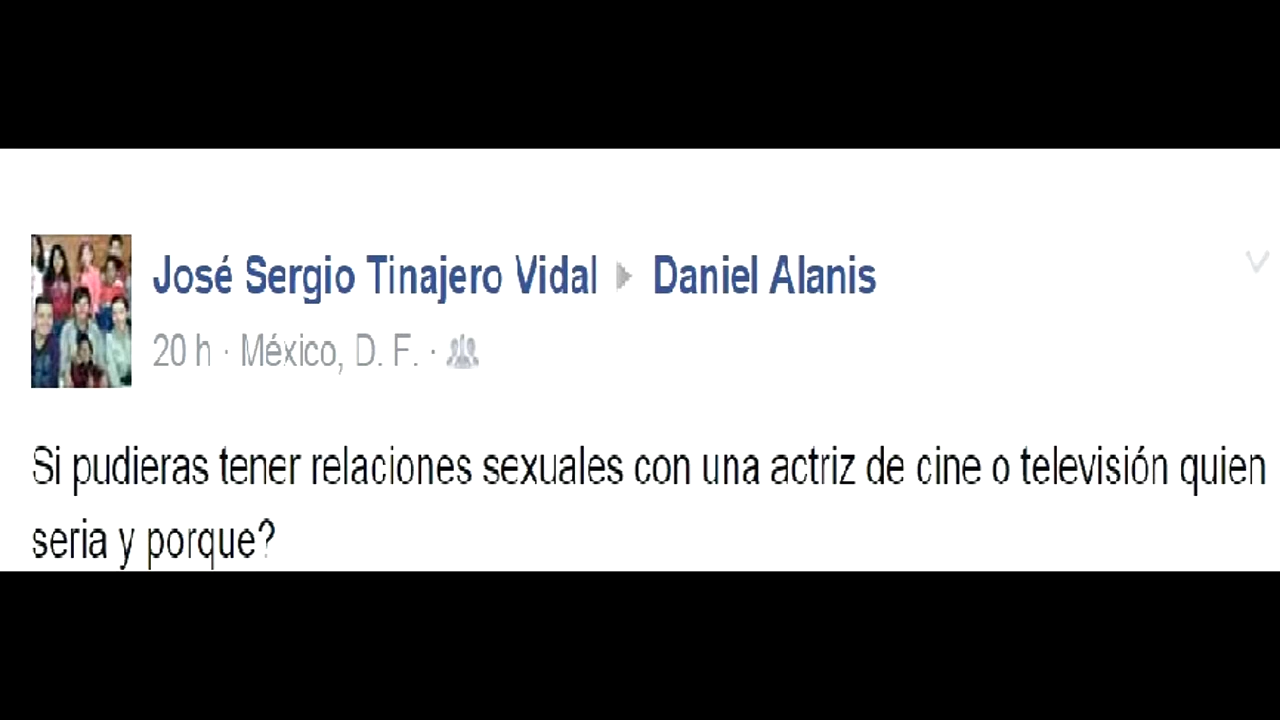 José Sergio Tinajero Vidal Daniel Alanis
20 h · México, D. F. ·
Si pudieras tener relaciones sexuales con una actriz de cine o televisión quien
seria y porque?